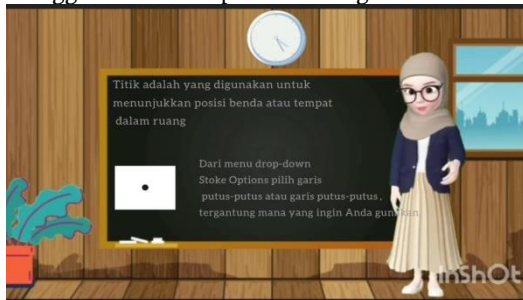 Titik adalah yang digunakan untuk
menunjukkan posisi benda atau tempat
dalam ruang
Dari menu drop-down
Stoke Options pilih garis
putus-putus atau garis putus-putus,
tergantung mana yang ingin Anda gunakan
InShOt